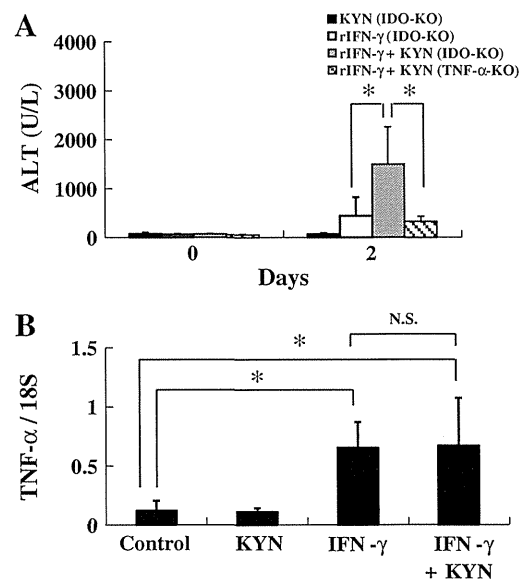 A
KYN (IDO-KO)
rIFN-γ (IDO-KO)
rIFN-γ + KYN (IDO-KO)
rIFN-γ + KYN (TNF-α-KO)
ALT (U/L)
4000
3000
2000
1000
0
* *
0 2
Days
B
TNF-α / 18S
1.5
1
0.5
0
N.S.
*
*
Control KYN IFN -γ IFN -γ
+ KYN